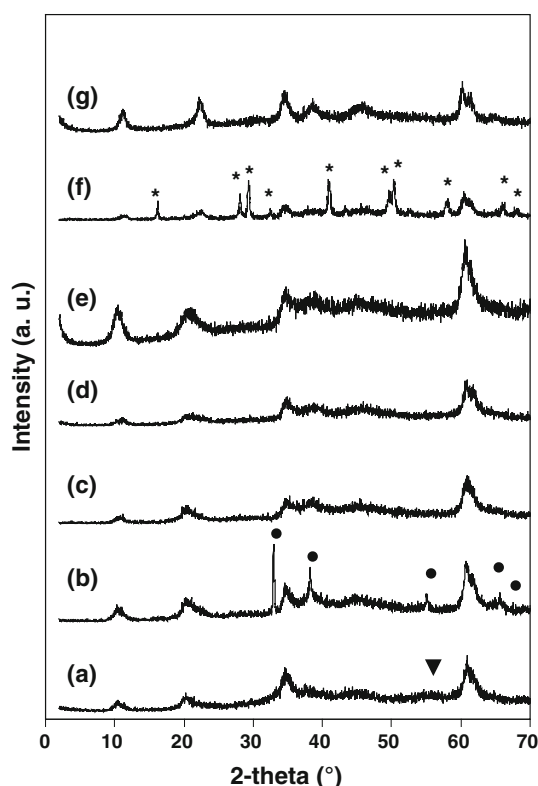 (g)
(f)
* * * * * * * * * *
(e)
(d)
(c)
(b)
(a)
Intensity (a. u.)
0 10 20 30 40 50 60 70
2-theta (°)